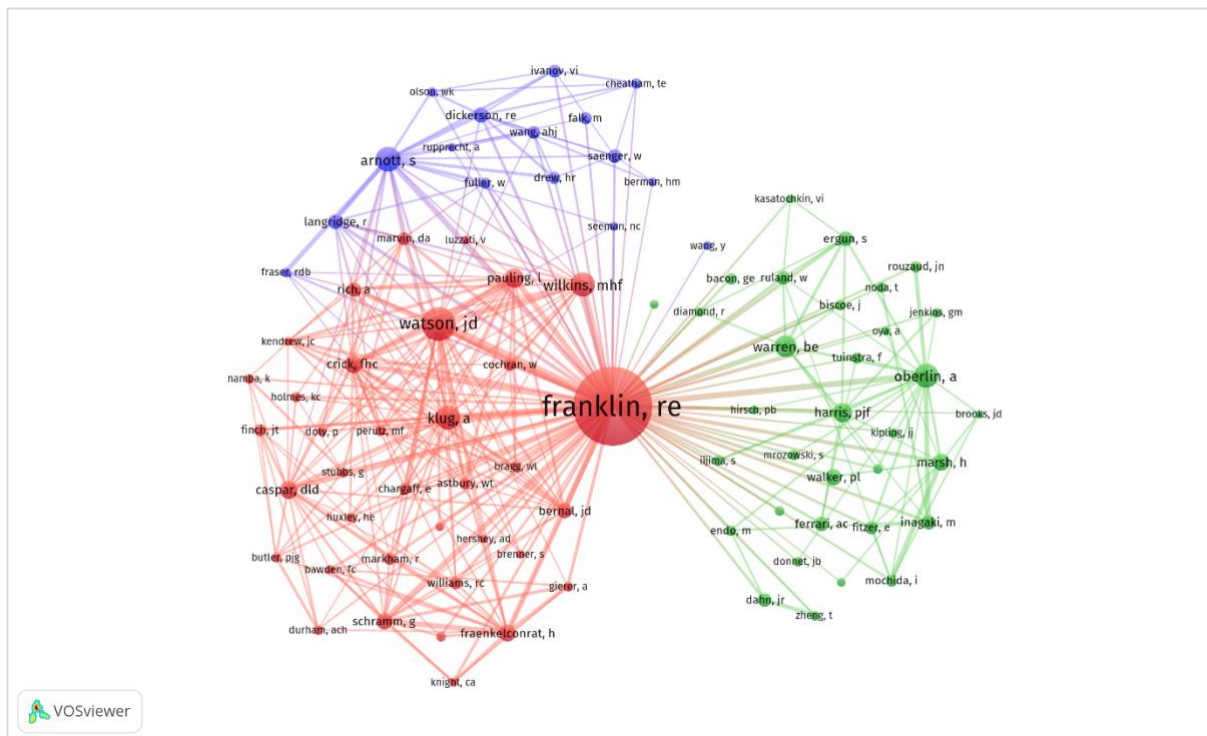 ivanov, vi
cheatham, te
olson, wk
dickerson, re
falk, m
wang, ahj
rupprecht, a
arnott, s
saenger, w
drew, hr
fuller, w
berman, hm
kasatochkin, vi
langridge, r
seeman, nc
marvin, da
luzzati, v
wang, y
ergun, s
fraser, rdb
rich, a
pauling, l
wilkins, mhf
bacon, ge
ruland, w
rouzaud, jn
noda, t
biscoe, j
diamond, r
jenkins, gm
watson, jd
oya, a
kendrew, jc
warren, be
tuinstra, f
crick, fhc
cochran, w
namba, k
oberlin, a
holmes, kc
franklin, re
hirsch, pb
harris, pjf
brooks, jd
finch, jt
doty, p
perutz, mf
klug, a
kipling, jj
iijima, s
mrozowski, s
marsh, h
stubbs, g
bragg, wl
walker, pl
caspar, dld
chargaff, e
astbury, wt
huxley, he
bernal, jd
endo, m
ferrari, ac
fitzer, e
inagaki, m
hershey, ad
butler, pjg
bawden, fc
markham, r
brenner, s
donnet, jb
williams, rc
gierer, a
mochida, i
dahn, jr
zheng, t
schramm, g
durham, ach
fraenkelconrat, h
knight, ca
VOSviewer